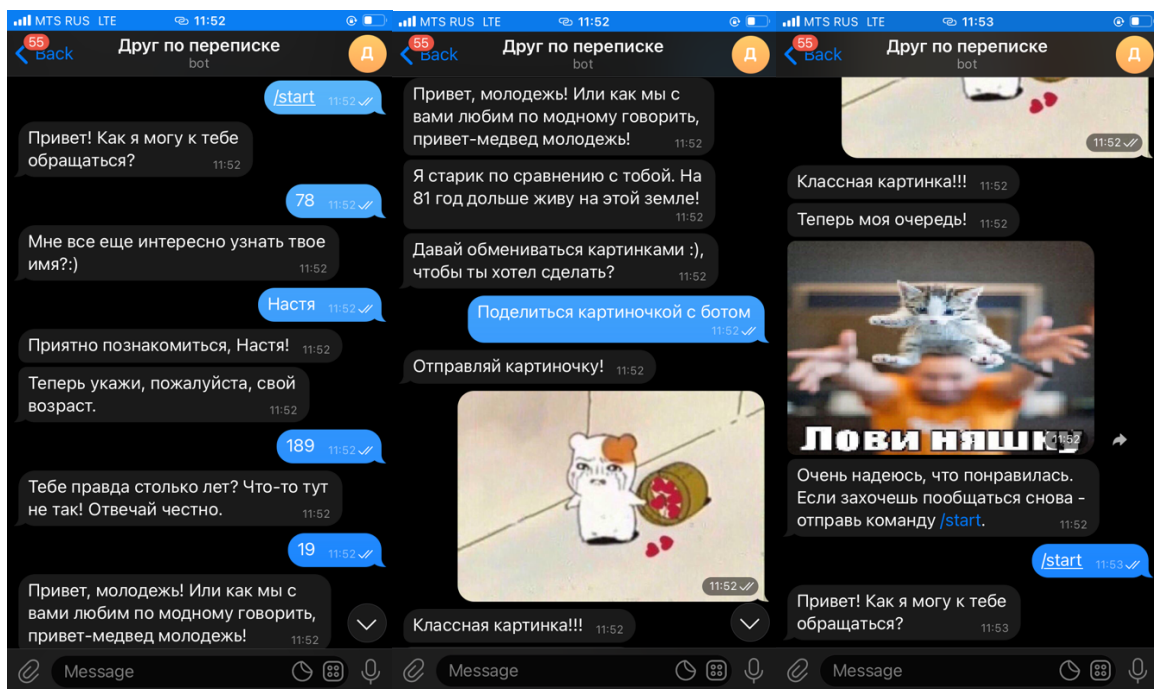 MTS RUS LTE 11:52
55
Back
Друг по переписке
bot
Д
/start 11:52
Привет! Как я могу к тебе
обращаться? 11:52
78 11:52
Мне все еще интересно узнать твое
имя?:) 11:52
Настя 11:52
Приятно познакомиться, Настя! 11:52
Теперь укажи, пожалуйста, свой
возраст. 11:52
189 11:52
Тебе правда столько лет? Что-то тут
не так! Отвечай честно. 11:52
19 11:52
Привет, молодежь! Или как мы с
вами любим по модному говорить,
привет-медвед молодежь! 11:52
Message
MTS RUS LTE 11:52
55
Back
Друг по переписке
bot
Д
Привет, молодежь! Или как мы с
вами любим по модному говорить,
привет-медвед молодежь! 11:52
Я старик по сравнению с тобой. На
81 год дольше живу на этой земле!
11:52
Давай обмениваться картинками :),
чтобы ты хотел сделать? 11:52
Поделиться картиночкой с ботом
11:52
Отправляй картиночку! 11:52
11:52
Классная картинка!!! 11:52
Message
MTS RUS LTE 11:53
55
Back
Друг по переписке
bot
Д
11:52
Классная картинка!!! 11:52
Теперь моя очередь! 11:52
Лови няшку 11:52
Очень надеюсь, что понравилась.
Если захочешь пообщаться снова -
отправь команду /start. 11:52
/start 11:53
Привет! Как я могу к тебе
обращаться? 11:53
Message